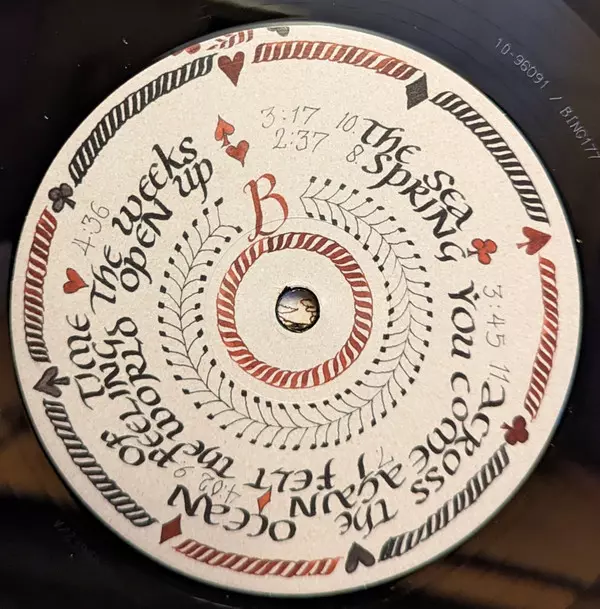 B
7. I FELT THE WORLD OPEN UP 2:37
8. SPRING YOU COME AGAIN 4:02
9. FEELINGS THE WEEKS 3:17
10. THE SEA 3:45
11 ACROSS THE OCEAN OF TIME 4:36
10-96091 / BING177